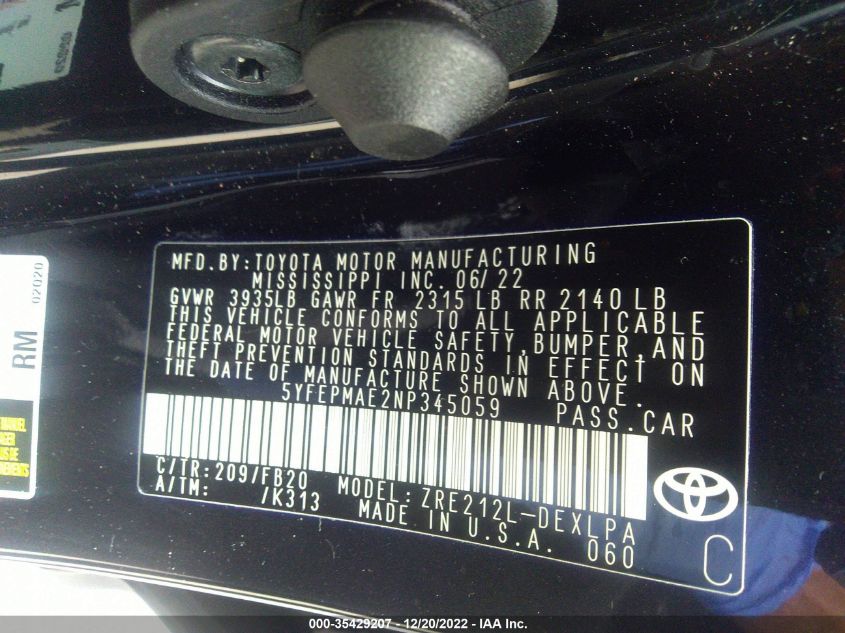 MFD.BY:TOYOTA MOTOR MANUFACTURING
MISSISSIPPI INC. 06/22
GVWR 3935LB GAWR FR 2315 LB RR 2140 LB
THIS VEHICLE CONFORMS TO ALL APPLICABLE
FEDERAL MOTOR VEHICLE SAFETY, BUMPER, AND
THEFT PREVENTION STANDARDS IN EFFECT ON
THE DATE OF MANUFACTURE SHOWN ABOVE.
5YFEPMAE2NP345059 PASS.CAR
C/TR: 209/FB20 MODEL: ZRE212L-DEXLPA
A/TM: /K313 MADE IN U.S.A. 060
C
RM
02020
000-35429207 - 12/20/2022 - IAA Inc.